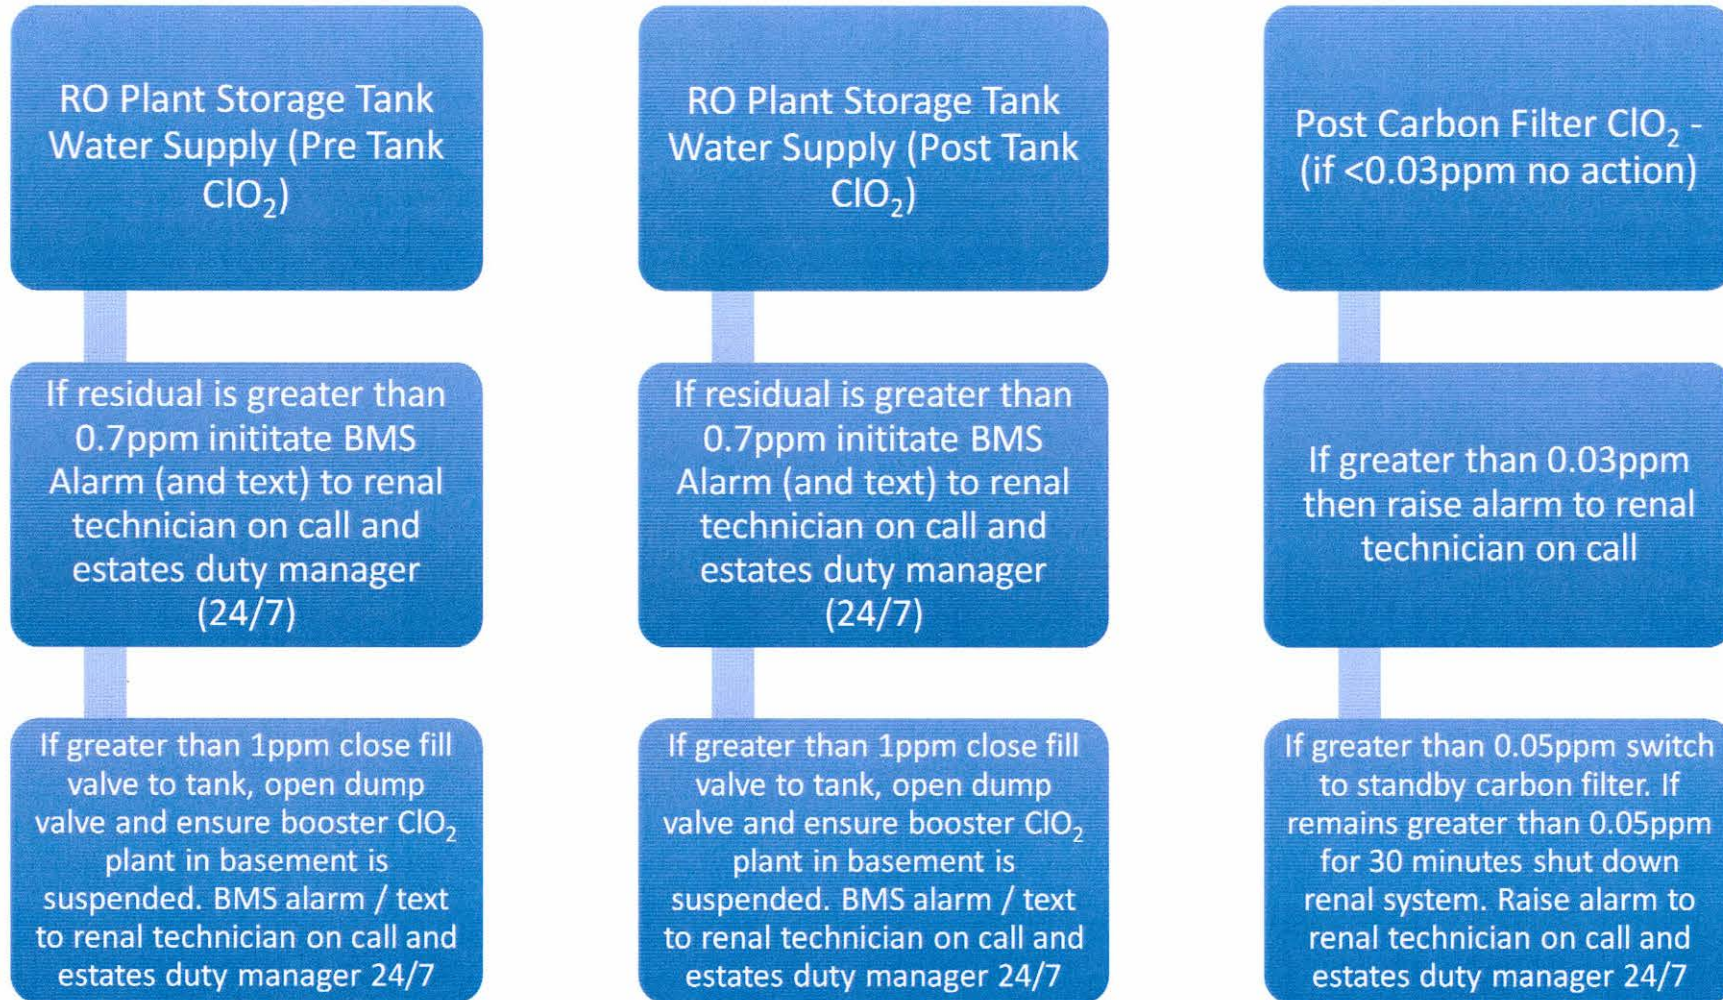 RO Plant Storage Tank
Water Supply (Pre Tank
ClO₂)
If residual is greater than
0.7ppm inititate BMS
Alarm (and text) to renal
technician on call and
estates duty manager
(24/7)
If greater than 1ppm close fill
valve to tank, open dump
valve and ensure booster ClO₂
plant in basement is
suspended. BMS alarm / text
to renal technician on call and
estates duty manager 24/7
RO Plant Storage Tank
Water Supply (Post Tank
ClO₂)
If residual is greater than
0.7ppm inititate BMS
Alarm (and text) to renal
technician on call and
estates duty manager
(24/7)
If greater than 1ppm close fill
valve to tank, open dump
valve and ensure booster ClO₂
plant in basement is
suspended. BMS alarm / text
to renal technician on call and
estates duty manager 24/7
Post Carbon Filter ClO₂ -
(if <0.03ppm no action)
If greater than 0.03ppm
then raise alarm to renal
technician on call
If greater than 0.05ppm switch
to standby carbon filter. If
remains greater than 0.05ppm
for 30 minutes shut down
renal system. Raise alarm to
renal technician on call and
estates duty manager 24/7